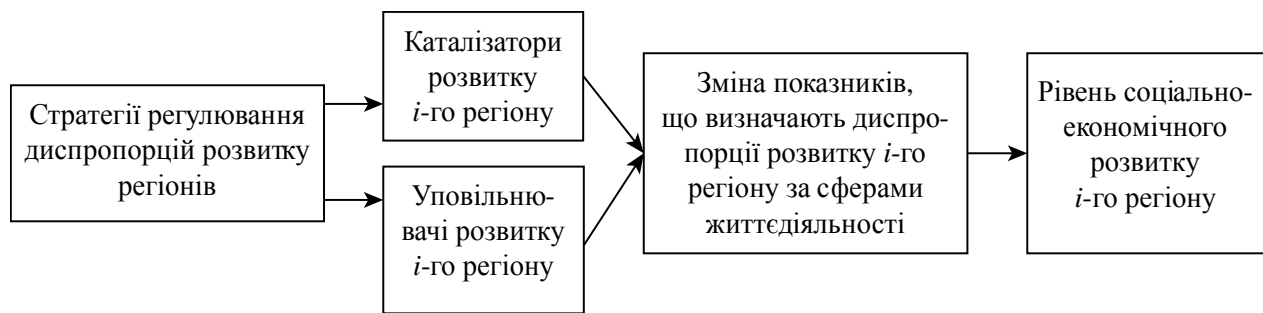 Стратегії регулювання
диспропорцій розвитку
регіонів
Каталізатори
розвитку
і-го регіону
Уповільню-
вачі розвитку
і-го регіону
Зміна показників,
що визначають диспро-
порції розвитку і-го
регіону за сферами
життєдіяльності
Рівень соціально-
економічного
розвитку
і-го регіону